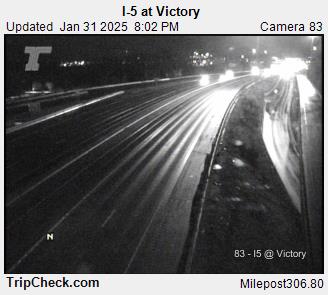 I-5 at Victory
Updated Jan 31 2025 8:02 PM
Camera 83
T
N
83 - I5 @ Victory
TripCheck.com
Milepost306.80